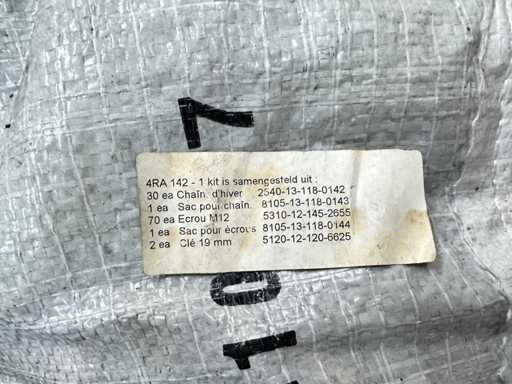 4RA 142 - 1 kit is samengesteld uit :
30 ea Chaîn. d'hiver 2540-13-118-0142
1 ea Sac pour chaîn. 8105-13-118-0143
70 ea Ecrou M12 5310-12-145-2655
1 ea Sac pour écrous 8105-13-118-0144
2 ea Clé 19 mm 5120-12-120-6625